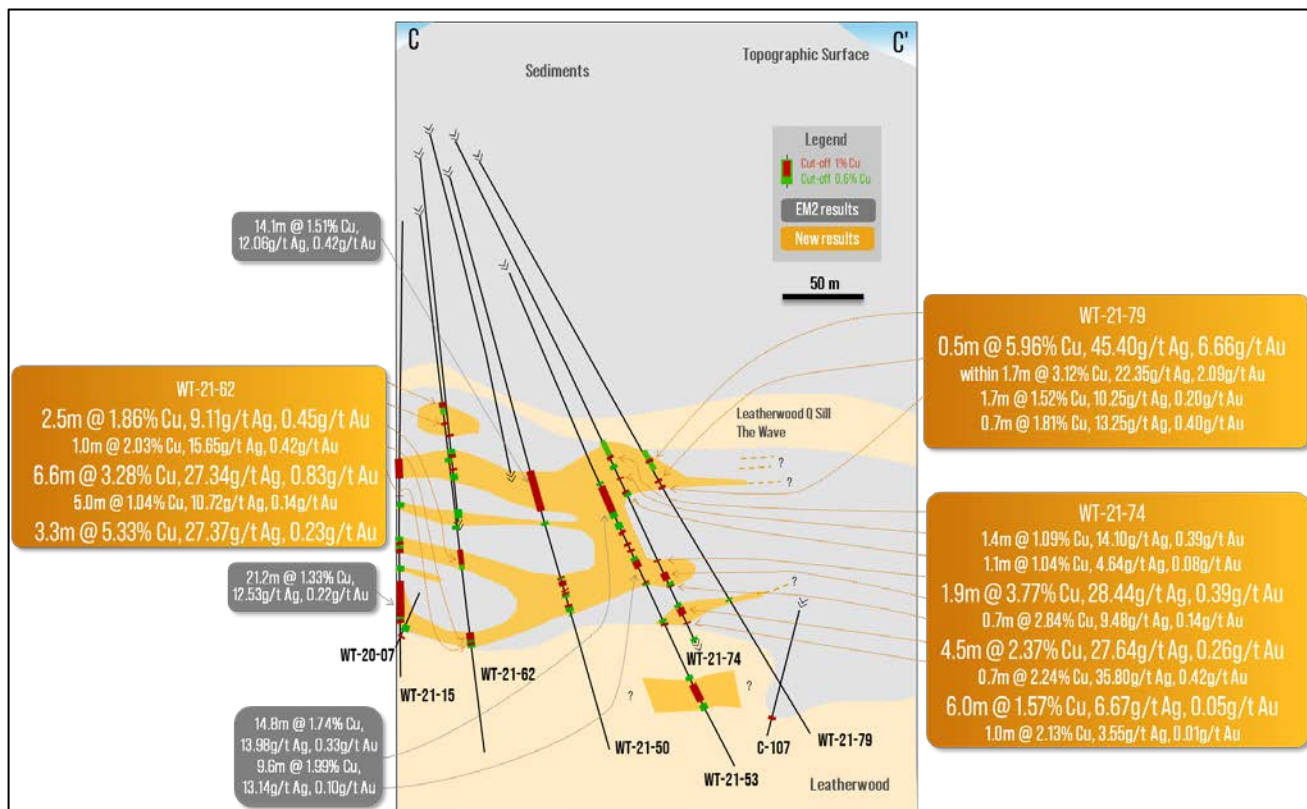 C
C'
Topographic Surface
Sediments
Legend
Cut-off 1% Cu
Cut-off 0.6% Cu
EM2 results
New results
50 m
14.1m @ 1.51% Cu,
12.06g/t Ag, 0.42g/t Au
WT-21-79
0.5m @ 5.96% Cu, 45.40g/t Ag, 6.66g/t Au
within 1.7m @ 3.12% Cu, 22.35g/t Ag, 2.09g/t Au
1.7m @ 1.52% Cu, 10.25g/t Ag, 0.20g/t Au
0.7m @ 1.81% Cu, 13.25g/t Ag, 0.40g/t Au
WT-21-62
2.5m @ 1.86% Cu, 9.11g/t Ag, 0.45g/t Au
1.0m @ 2.03% Cu, 15.65g/t Ag, 0.42g/t Au
6.6m @ 3.28% Cu, 27.34g/t Ag, 0.83g/t Au
5.0m @ 1.04% Cu, 10.72g/t Ag, 0.14g/t Au
3.3m @ 5.33% Cu, 27.37g/t Ag, 0.23g/t Au
Leatherwood Q Sill
The Wave
?
?
WT-21-74
1.4m @ 1.09% Cu, 14.10g/t Ag, 0.39g/t Au
1.1m @ 1.04% Cu, 4.64g/t Ag, 0.08g/t Au
1.9m @ 3.77% Cu, 28.44g/t Ag, 0.39g/t Au
0.7m @ 2.84% Cu, 9.48g/t Ag, 0.14g/t Au
4.5m @ 2.37% Cu, 27.64g/t Ag, 0.26g/t Au
0.7m @ 2.24% Cu, 35.80g/t Ag, 0.42g/t Au
6.0m @ 1.57% Cu, 6.67g/t Ag, 0.05g/t Au
1.0m @ 2.13% Cu, 3.55g/t Ag, 0.01g/t Au
21.2m @ 1.33% Cu,
12.53g/t Ag, 0.22g/t Au
?
WT-20-07
WT-21-15
WT-21-62
WT-21-74
?
?
14.8m @ 1.74% Cu,
13.98g/t Ag, 0.33g/t Au
9.6m @ 1.99% Cu,
13.14g/t Ag, 0.10g/t Au
WT-21-50
WT-21-53
C-107
WT-21-79
Leatherwood